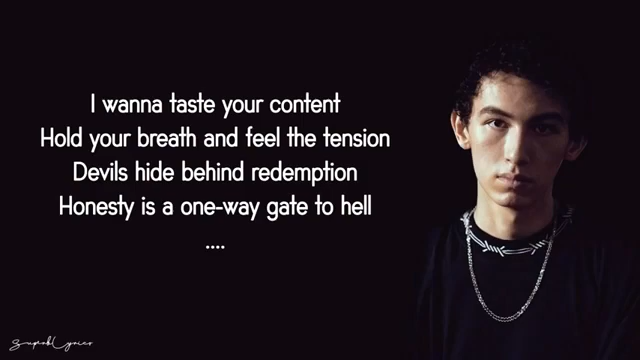 I wanna taste your content
Hold your breath and feel the tension
Devils hide behind redemption
Honesty is a one-way gate to hell
....
SuperbLyrics